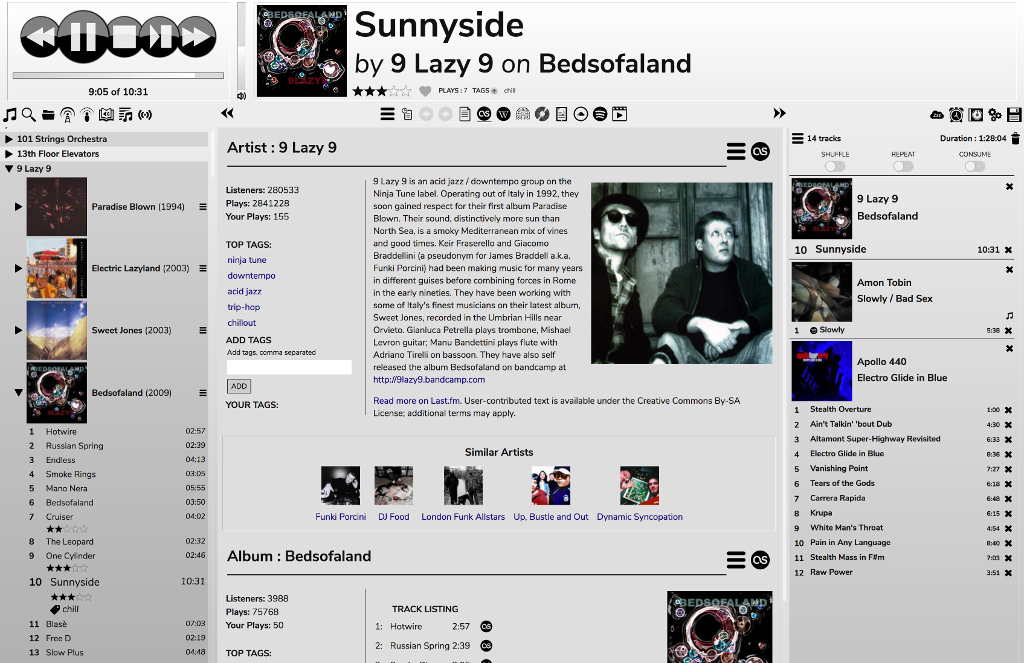 9:05 of 10:31
BEDSOFALAND
9LAZY9
Sunnyside
by 9 Lazy 9 on Bedsofaland
PLAYS : 7 TAGS chill
101 Strings Orchestra
13th Floor Elevators
9 Lazy 9
Paradise Blown (1994)
Electric Lazyland (2003)
Sweet Jones (2003)
Bedsofaland (2009)
1 Hotwire 02:57
2 Russian Spring 02:39
3 Endless 04:13
4 Smoke Rings 03:05
5 Mano Nera 05:55
6 Bedsofaland 03:50
7 Cruiser 04:02
8 The Leopard 02:32
9 One Cylinder 02:46
10 Sunnyside 10:31
chill
11 Blasè 07:03
12 Free D 02:19
13 Slow Plus 04:48
Artist : 9 Lazy 9
Listeners: 280533
Plays: 2841228
Your Plays: 155
TOP TAGS:
ninja tune
downtempo
acid jazz
trip-hop
chillout
ADD TAGS
Add tags, comma separated
ADD
YOUR TAGS:
9 Lazy 9 is an acid jazz / downtempo group on the
Ninja Tune label. Operating out of Italy in 1992, they
soon gained respect for their first album Paradise
Blown. Their sound, distinctively more sun than
North Sea, is a smoky Mediterranean mix of vines
and good times. Keir Fraserello and Giacomo
Braddellini (a pseudonym for James Braddell a.k.a.
Funki Porcini) had been making music for many years
in different guises before combining forces in Rome
in the early nineties. They have been working with
some of Italy's finest musicians on their latest album,
Sweet Jones, recorded in the Umbrian Hills near
Orvieto. Gianluca Petrella plays trombone, Mishael
Levron guitar; Manu Bandettini plays flute with
Adriano Tirelli on bassoon. They have also self
released the album Bedsofaland on bandcamp at
http://9lazy9.bandcamp.com
Read more on Last.fm. User-contributed text is available under the Creative Commons By-SA
License; additional terms may apply.
Similar Artists
Funki Porcini DJ Food London Funk Allstars Up, Bustle and Out Dynamic Syncopation
Album : Bedsofaland
Listeners: 3988
Plays: 75768
Your Plays: 50
TOP TAGS:
TRACK LISTING
1: Hotwire 2:57
2: Russian Spring 2:39
BEDSOFALAND
14 tracks Duration : 1:28:04
SHUFFLE REPEAT CONSUME
9 Lazy 9
Bedsofaland
10 Sunnyside 10:31
Amon Tobin
Slowly / Bad Sex
1 Slowly 5:38
Apollo 440
Electro Glide in Blue
1 Stealth Overture 1:00
2 Ain't Talkin' 'bout Dub 4:30
3 Altamont Super-Highway Revisited 6:33
4 Electro Glide in Blue 8:36
5 Vanishing Point 7:27
6 Tears of the Gods 6:18
7 Carrera Rapida 6:48
8 Krupa 6:15
9 White Man's Throat 4:54
10 Pain in Any Language 8:40
11 Stealth Mass in F#m 7:03
12 Raw Power 3:51